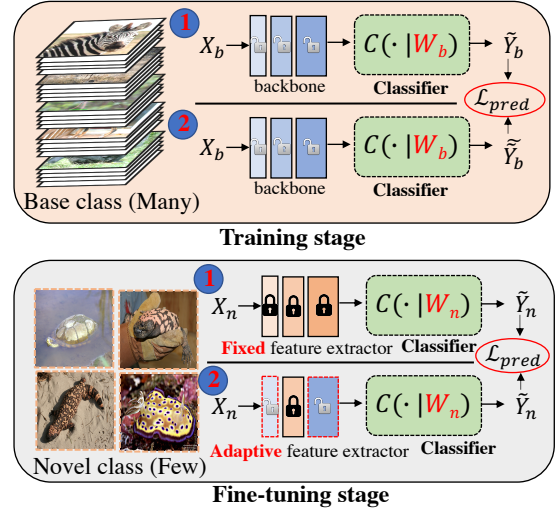 1
X_b
backbone
C(· |W_b)
Classifier
Ỹ_b
ℒ_pred
2
X_b
backbone
C(· |W_b)
Classifier
Ỹ̃_b
Base class (Many)
Training stage
1
X_n
Fixed feature extractor
C(· |W_n)
Classifier
Ỹ_n
ℒ_pred
2
X_n
Adaptive feature extractor
C(· |W_n)
Classifier
Ỹ_n
Novel class (Few)
Fine-tuning stage